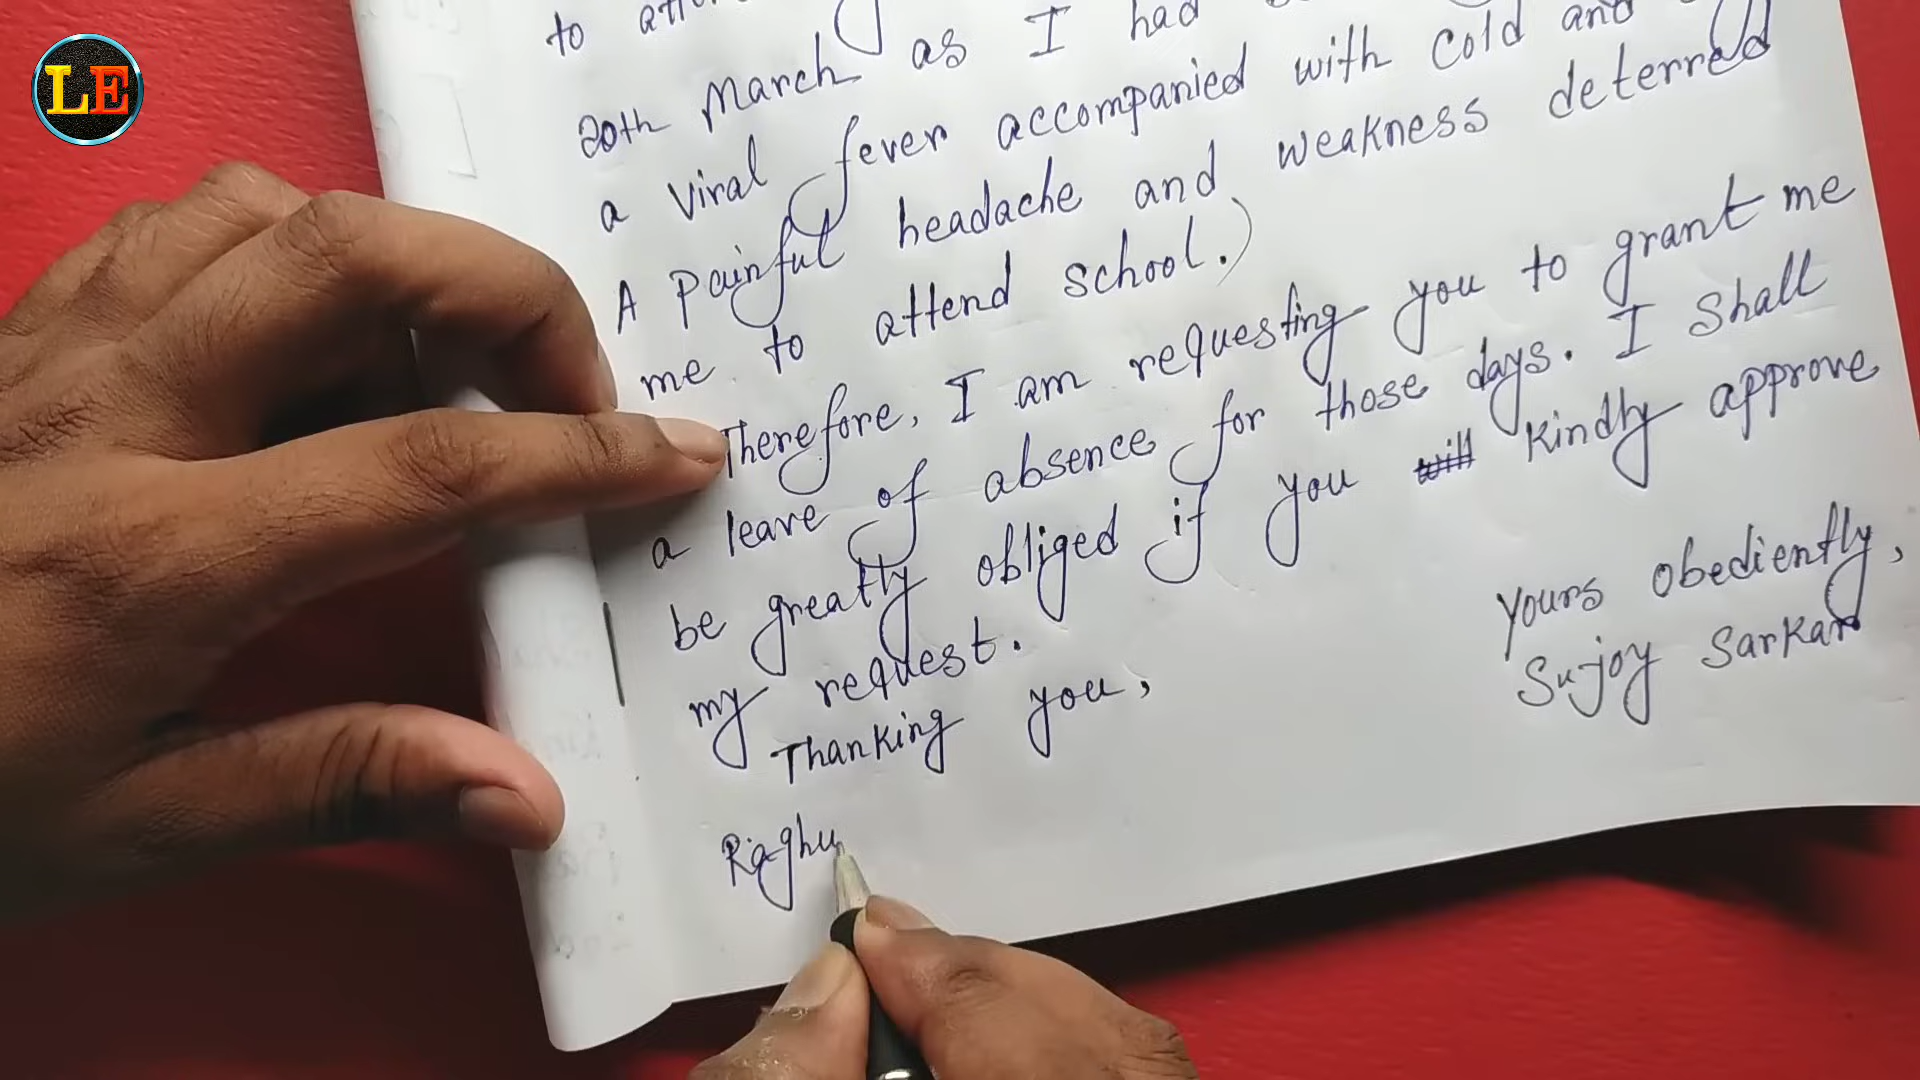 LE
to
20th March as I had
a viral fever accompanied with cold and
A painful headache and weakness deterred
me to attend school.)
Therefore, I am requesting you to grant me
a leave of absence for those days. I shall
be greatly obliged if you will kindly approve
my request.
Thanking you,
Yours obediently,
Sujoy Sarkar
Raghu